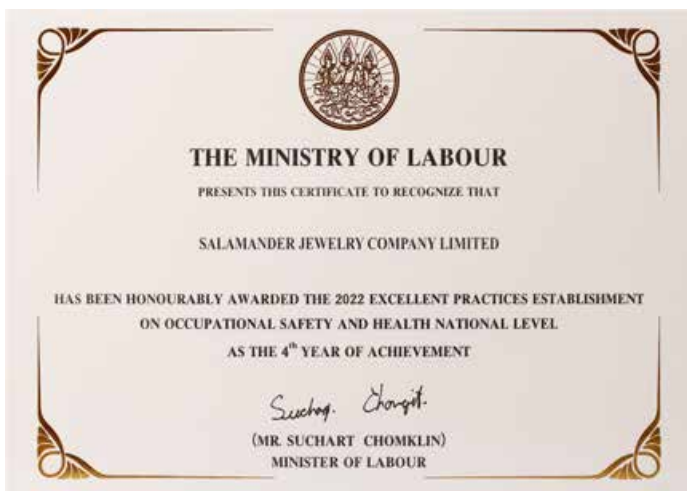 THE MINISTRY OF LABOUR
PRESENTS THIS CERTIFICATE TO RECOGNIZE THAT
SALAMANDER JEWELRY COMPANY LIMITED
HAS BEEN HONOURABLY AWARDED THE 2022 EXCELLENT PRACTICES ESTABLISHMENT
ON OCCUPATIONAL SAFETY AND HEALTH NATIONAL LEVEL
AS THE 4th YEAR OF ACHIEVEMENT
(MR. SUCHART CHOMKLIN)
MINISTER OF LABOUR